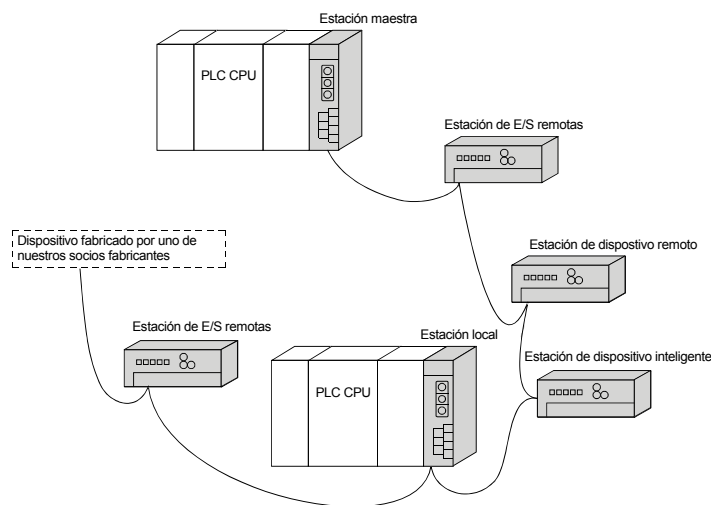 Estación maestra
PLC CPU
Estación de E/S remotas
Dispositivo fabricado por uno de
nuestros socios fabricantes
Estación de dispostivo remoto
Estación de E/S remotas
Estación local
Estación de dispositivo inteligente
PLC CPU